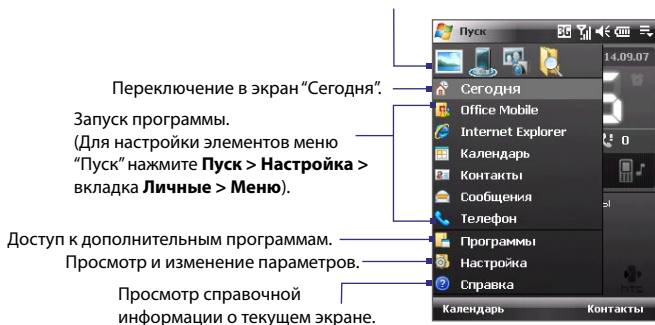 Пуск
14.09.07
Переключение в экран “Сегодня”.
Сегодня
Запуск программы.
(Для настройки элементов меню
“Пуск” нажмите Пуск > Настройка >
вкладка Личные > Меню).
Office Mobile
Internet Explorer
Календарь
Контакты
Сообщения
Телефон
0
Доступ к дополнительным программам.
Программы
Просмотр и изменение параметров.
Настройка
Просмотр справочной
информации о текущем экране.
Справка
Календарь
Контакты